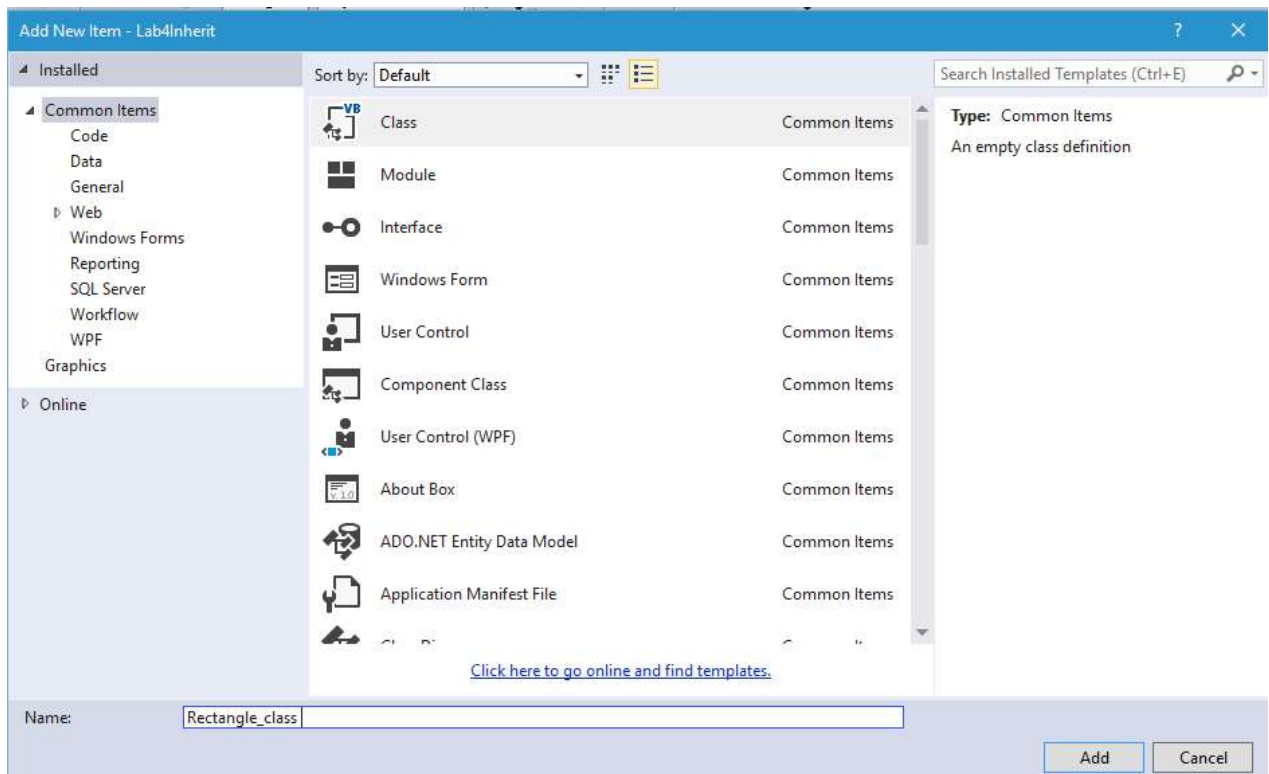 Add New Item - Lab4Inherit
?
Installed
Sort by: Default
Search Installed Templates (Ctrl+E)
Common Items
Code
Data
General
Web
Windows Forms
Reporting
SQL Server
Workflow
WPF
Graphics
Online
VB
Class Common Items
Module Common Items
Interface Common Items
Windows Form Common Items
User Control Common Items
Component Class Common Items
User Control (WPF) Common Items
About Box Common Items
ADO.NET Entity Data Model Common Items
Application Manifest File Common Items
Click here to go online and find templates.
Type: Common Items
An empty class definition
Name: Rectangle_class
Add Cancel